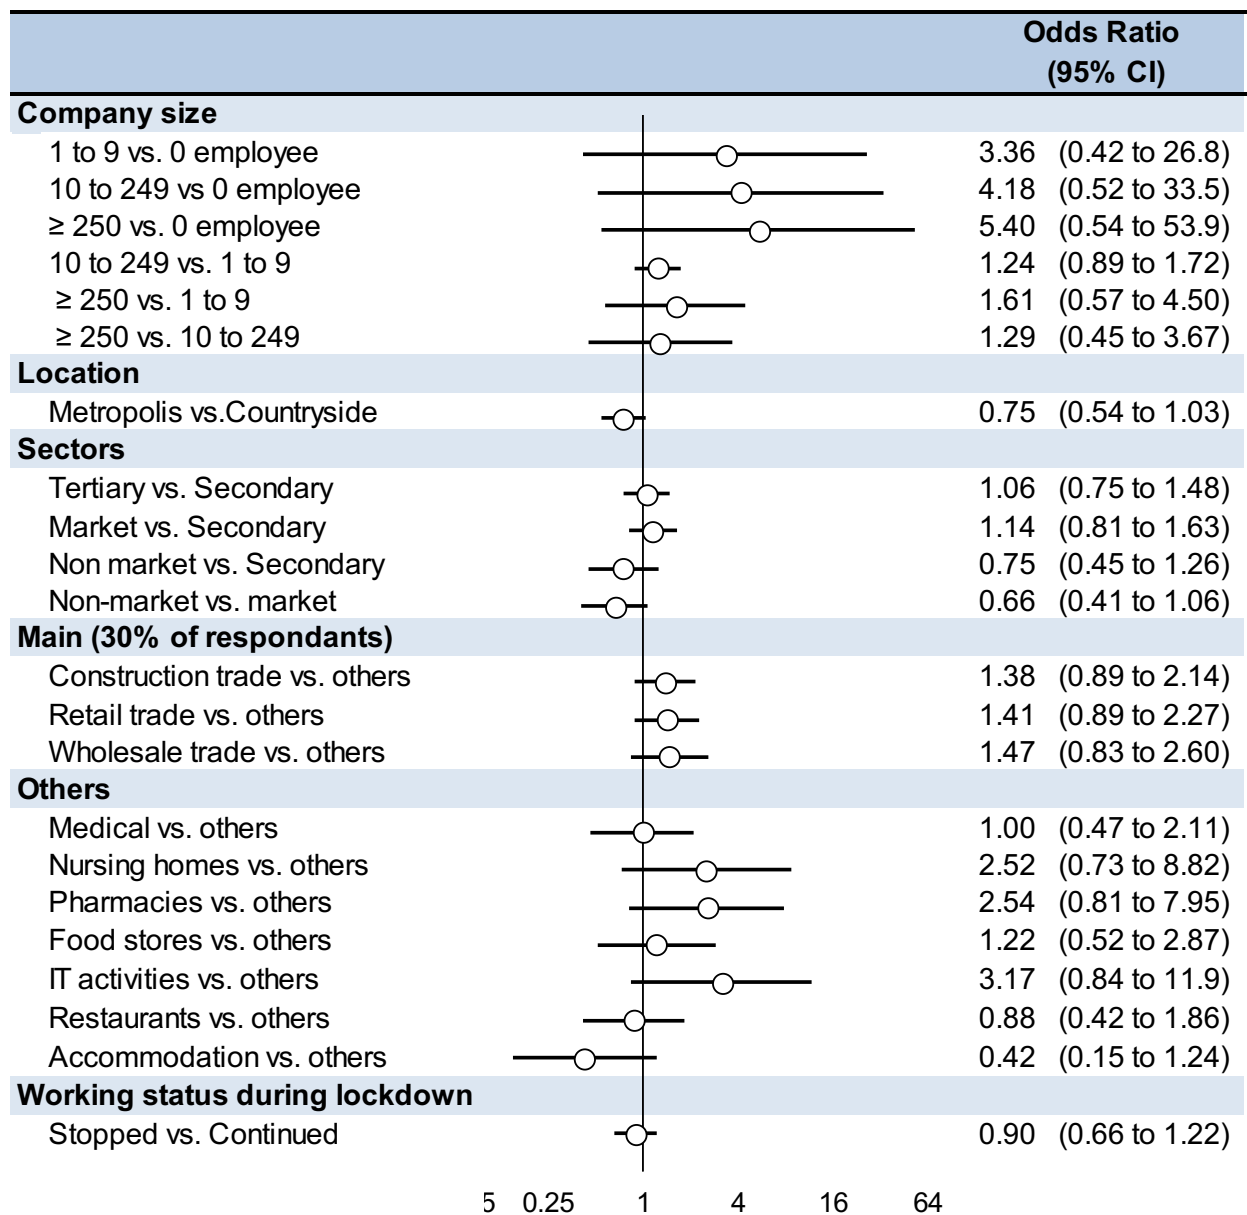 Odds Ratio
(95% CI)
Company size
1 to 9 vs. 0 employee 3.36 (0.42 to 26.8)
10 to 249 vs 0 employee 4.18 (0.52 to 33.5)
≥ 250 vs. 0 employee 5.40 (0.54 to 53.9)
10 to 249 vs. 1 to 9 1.24 (0.89 to 1.72)
≥ 250 vs. 1 to 9 1.61 (0.57 to 4.50)
≥ 250 vs. 10 to 249 1.29 (0.45 to 3.67)
Location
Metropolis vs.Countryside 0.75 (0.54 to 1.03)
Sectors
Tertiary vs. Secondary 1.06 (0.75 to 1.48)
Market vs. Secondary 1.14 (0.81 to 1.63)
Non market vs. Secondary 0.75 (0.45 to 1.26)
Non-market vs. market 0.66 (0.41 to 1.06)
Main (30% of respondants)
Construction trade vs. others 1.38 (0.89 to 2.14)
Retail trade vs. others 1.41 (0.89 to 2.27)
Wholesale trade vs. others 1.47 (0.83 to 2.60)
Others
Medical vs. others 1.00 (0.47 to 2.11)
Nursing homes vs. others 2.52 (0.73 to 8.82)
Pharmacies vs. others 2.54 (0.81 to 7.95)
Food stores vs. others 1.22 (0.52 to 2.87)
IT activities vs. others 3.17 (0.84 to 11.9)
Restaurants vs. others 0.88 (0.42 to 1.86)
Accommodation vs. others 0.42 (0.15 to 1.24)
Working status during lockdown
Stopped vs. Continued 0.90 (0.66 to 1.22)
5 0.25 1 4 16 64